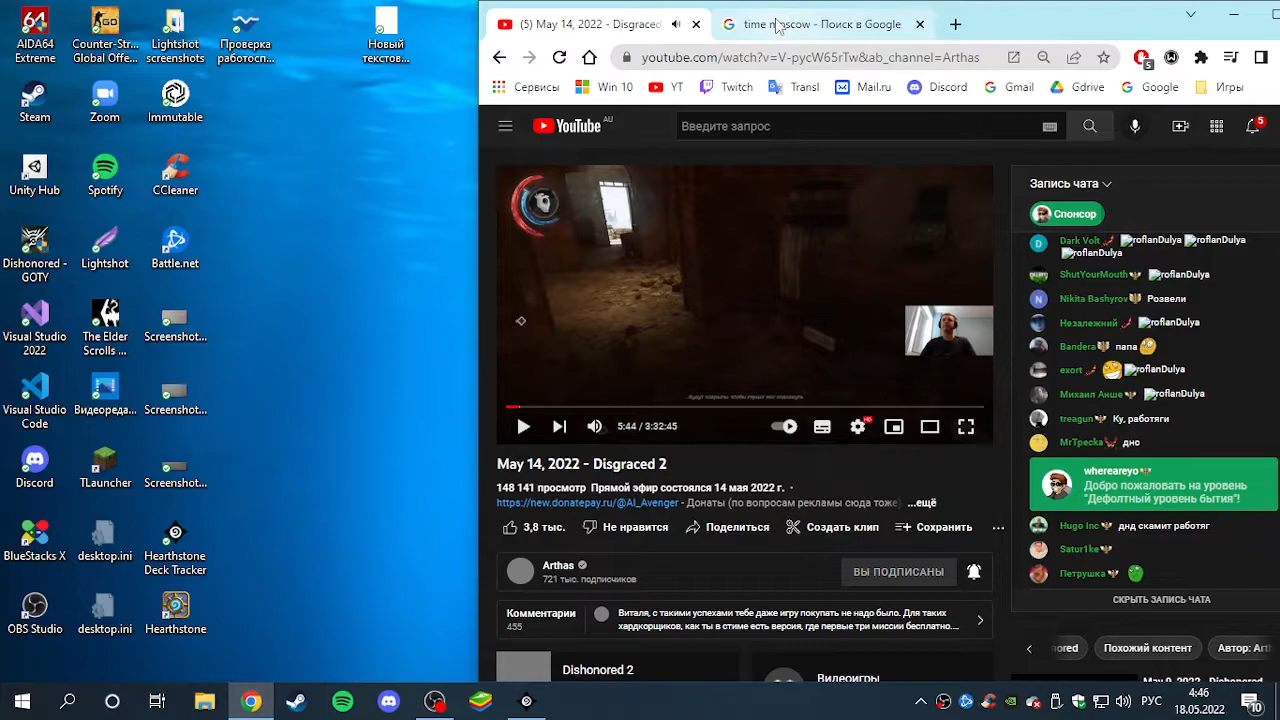 AIDA64 Extreme
Counter-Str... Global Offe...
Lightshot screenshots
Проверка работосп...
Новый текстов...
Steam
Zoom
Immutable
Unity Hub
Spotify
CCleaner
Dishonored - GOTY
Lightshot
Battle.net
Visual Studio 2022
The Elder Scrolls ...
Screenshot...
Visual Studio Code
Screenshot...
Discord
TLauncher
Screenshot...
BlueStacks X
desktop.ini
Hearthstone Deck Tracker
OBS Studio
desktop.ini
Hearthstone
(5) May 14, 2022 - Disgraced
- Поиск в Google
youtube.com/watch?v=V-pycW65rTw&ab_channel=Arthas
5
Сервисы
Win 10
YT
Twitch
Transl
Mail.ru
Discord
Gmail
Gdrive
Google
Игры
YouTube AU
Введите запрос
5
5:44 / 3:32:45
HD
May 14, 2022 - Disgraced 2
148 141 просмотр Прямой эфир состоялся 14 мая 2022 г. ·
https://new.donatepay.ru/@Al_Avenger - Донаты (по вопросам рекламы сюда тоже) ...ещё
3,8 тыс.
Не нравится
Поделиться
Создать клип
Сохранить
Arthas
721 тыс. подписчиков
ВЫ ПОДПИСАНЫ
Комментарии
455
Виталя, с такими успехами тебе даже игру покупать не надо было. Для таких
хардкорщиков, как ты в стиме есть версия, где первые три миссии бесплатно...
Dishonored 2
Видеоигры
Запись чата
Спонсор
Dark Volt roflanDulya roflanDulya
roflanDulya
ShutYourMouth roflanDulya
Nikita Bashyrov Розвели
Незалежний roflanDulya
Bandera папа
exort roflanDulya
Михаил Анше roflanDulya
treagun Ку, работяги
MrТреска днс
whereareyo
Добро пожаловать на уровень
"Дефолтный уровень бытия"!
Hugo Inc днд скамит работяг
Satur1ke
Петрушка
СКРЫТЬ ЗАПИСЬ ЧАТА
Похожий контент
Автор: Arth
РУС
4:46
18.05.2022
10